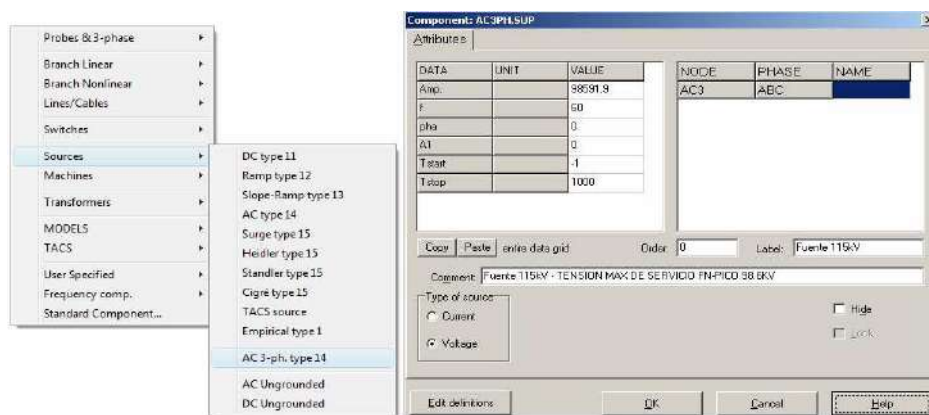 Probes & 3-phase
Branch Linear
Branch Nonlinear
Lines/Cables
Switches
Sources
Machines
Transformers
MODELS
TACS
User Specified
Frequency comp.
Standard Component...
DC type 11
Ramp type 12
Slope-Ramp type 13
AC type 14
Surge type 15
Heidler type 15
Standler type 15
Cigré type 15
TACS source
Empirical type 1
AC 3-ph. type 14
AC Ungrounded
DC Ungrounded
Component: AC3PH.SUP
Attributes
DATA UNIT VALUE
Amp. 98591.9
f 60
pha 0
A1 0
Tstart -1
Tstop 1000
NODE PHASE NAME
AC3 ABC
Copy Paste entire data grid Order: 0 Label: Fuente 115kV
Comment: Fuente 115kV - TENSION MAX DE SERVICIO FN-PICO 98.6KV
Type of source
Current
Voltage
Hide
Lock
Edit definitions OK Cancel Help